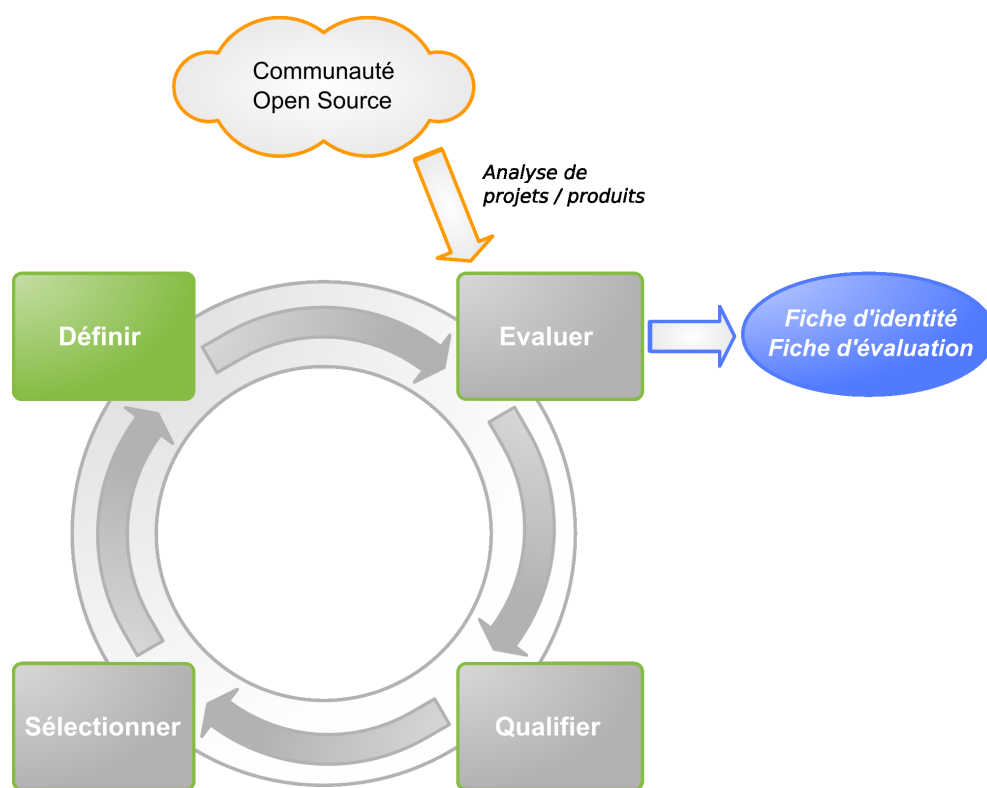 Communauté
Open Source
Analyse de
projets / produits
Définir
Evaluer
Fiche d'identité
Fiche d'évaluation
Sélectionner
Qualifier